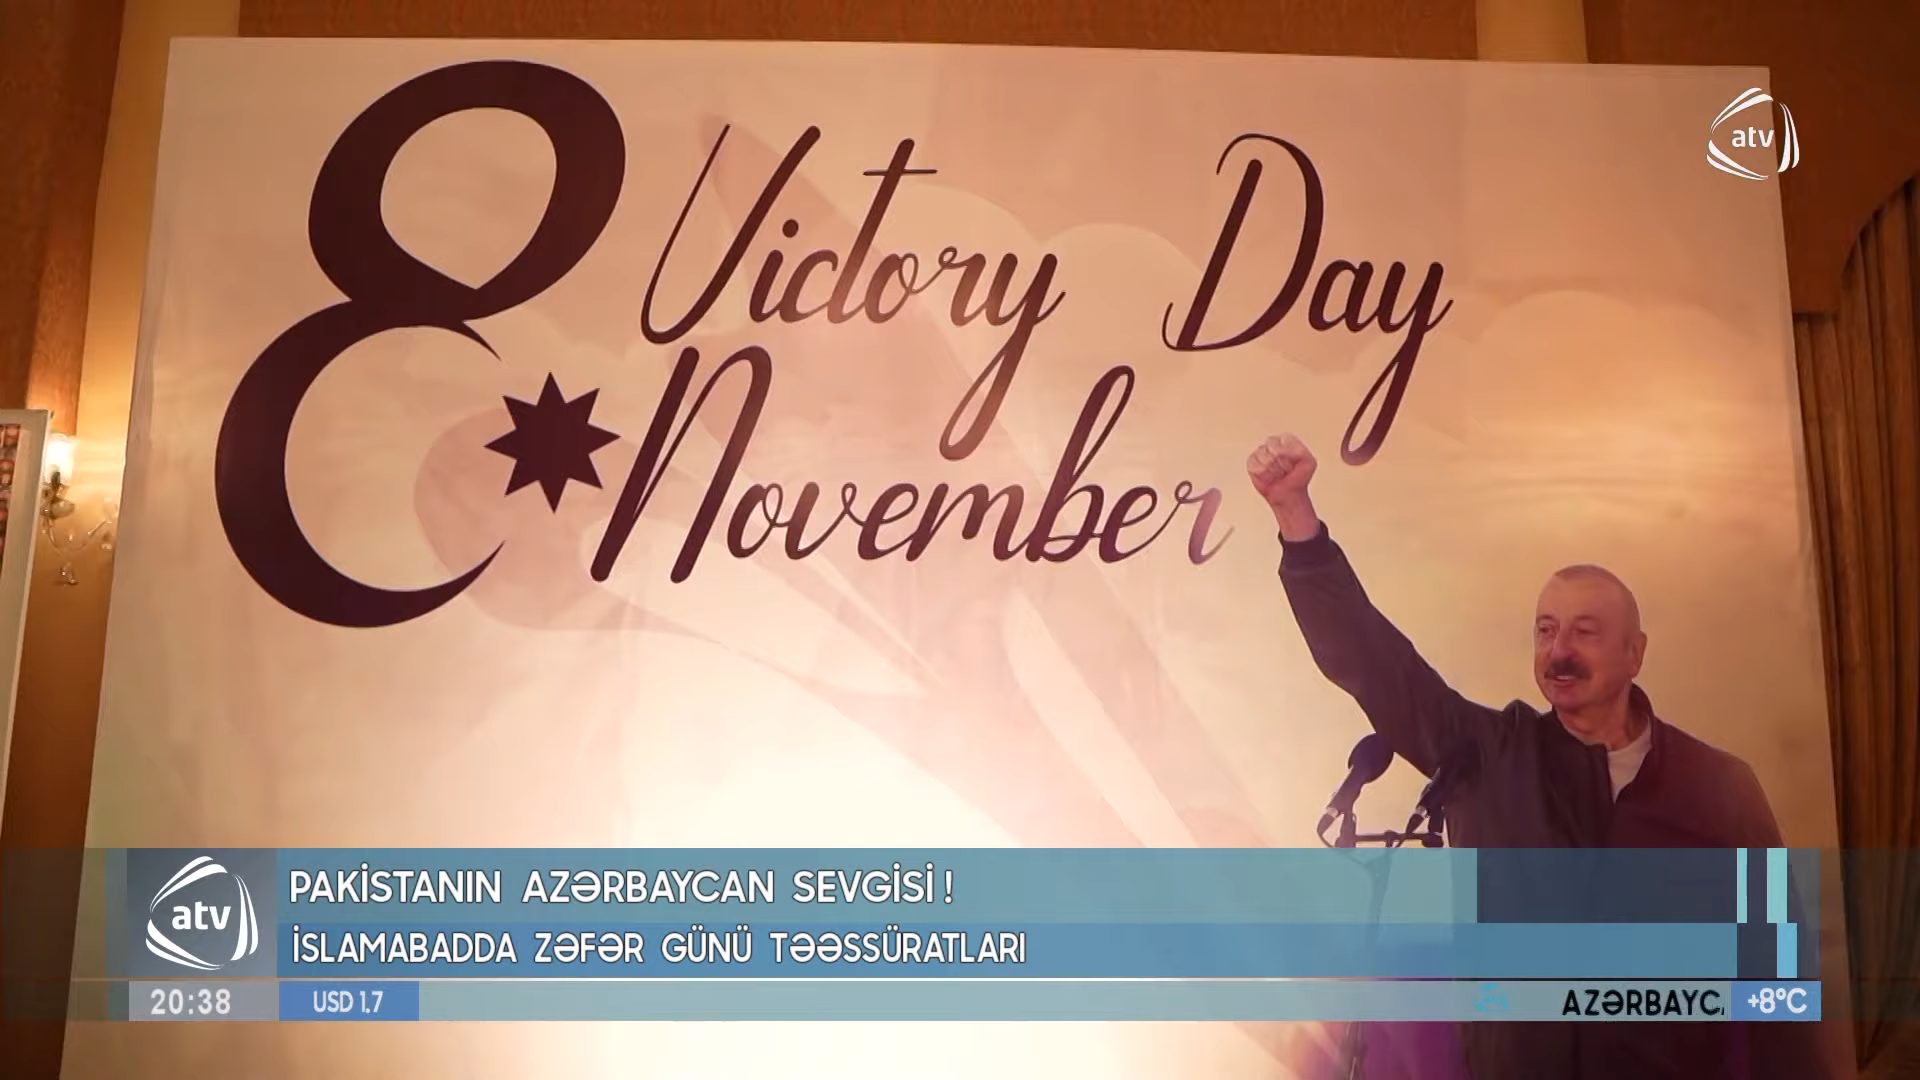 8 Victory Day
November
atv
atv
PAKİSTANIN AZƏRBAYCAN SEVGİSİ!
İSLAMABADDA ZƏFƏR GÜNÜ TƏƏSSÜRATLARI
20:38 USD 1.7 AZƏRBAYC +8°C